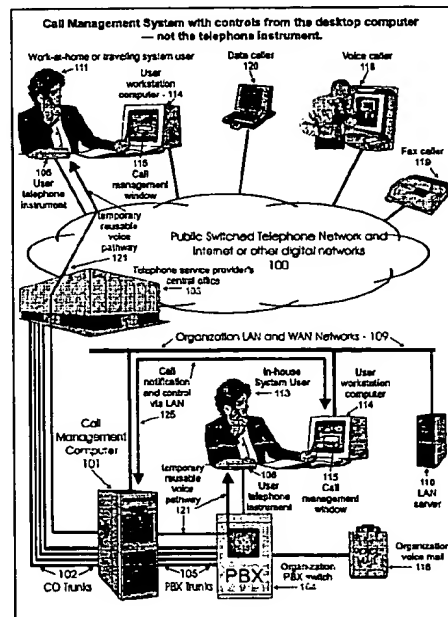 Call Management System with controls from the desktop computer
— not the telephone instrument.
Work-at-home or traveling system user
111
User
workstation
computer - 114
Data caller
120
Voice caller
118
Fax caller
119
106
User
telephone
instrument
115
Call
management
window
temporary
reusable
voice
pathway
121
Public Switched Telephone Network and
Internet or other digital networks
100
Telephone service provider's
central office
103
Organization LAN and WAN Networks - 109
Call
notification
and control
via LAN
125
In-house
System User
113
User
workstation
computer
114
Call
Management
Computer
101
temporary
reusable
voice
pathway
121
106
User
telephone
instrument
115
Call
management
window
110
LAN
server
102
CO Trunks
105
PBX Trunks
PBX
Organization
PBX switch
104
Organization
voice mail
116